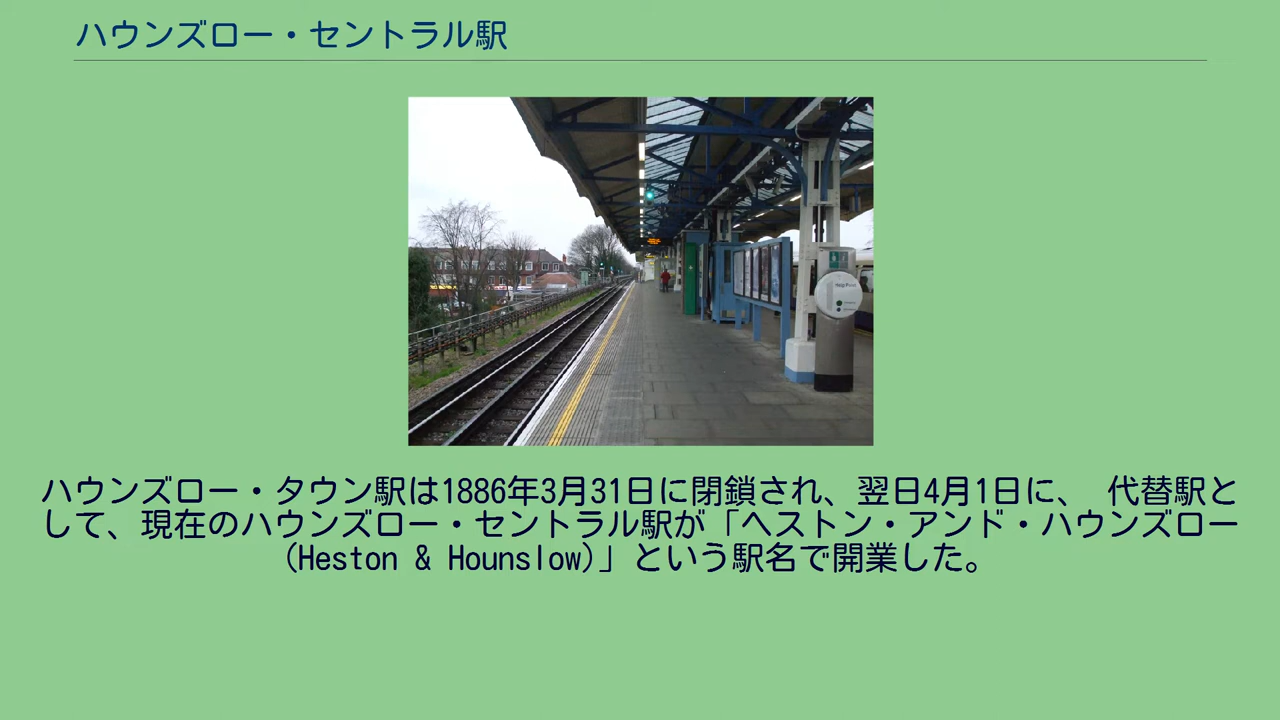 ハウンズロー・セントラル駅
Help Point
ハウンズロー・タウン駅は1886年3月31日に閉鎖され、翌日4月1日に、 代替駅と
して、現在のハウンズロー・セントラル駅が「ヘストン・アンド・ハウンズロー
(Heston & Hounslow)」という駅名で開業した。